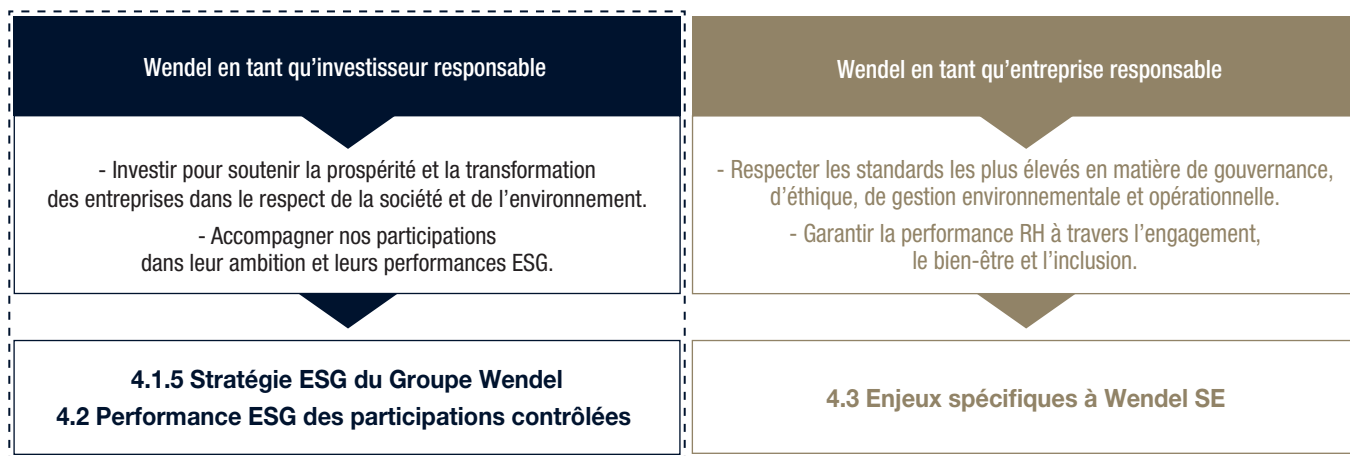 Wendel en tant qu'investisseur responsable
- Investir pour soutenir la prospérité et la transformation
des entreprises dans le respect de la société et de l'environnement.
- Accompagner nos participations
dans leur ambition et leurs performances ESG.
4.1.5 Stratégie ESG du Groupe Wendel
4.2 Performance ESG des participations contrôlées
Wendel en tant qu'entreprise responsable
- Respecter les standards les plus élevés en matière de gouvernance,
d'éthique, de gestion environnementale et opérationnelle.
- Garantir la performance RH à travers l'engagement,
le bien-être et l'inclusion.
4.3 Enjeux spécifiques à Wendel SE